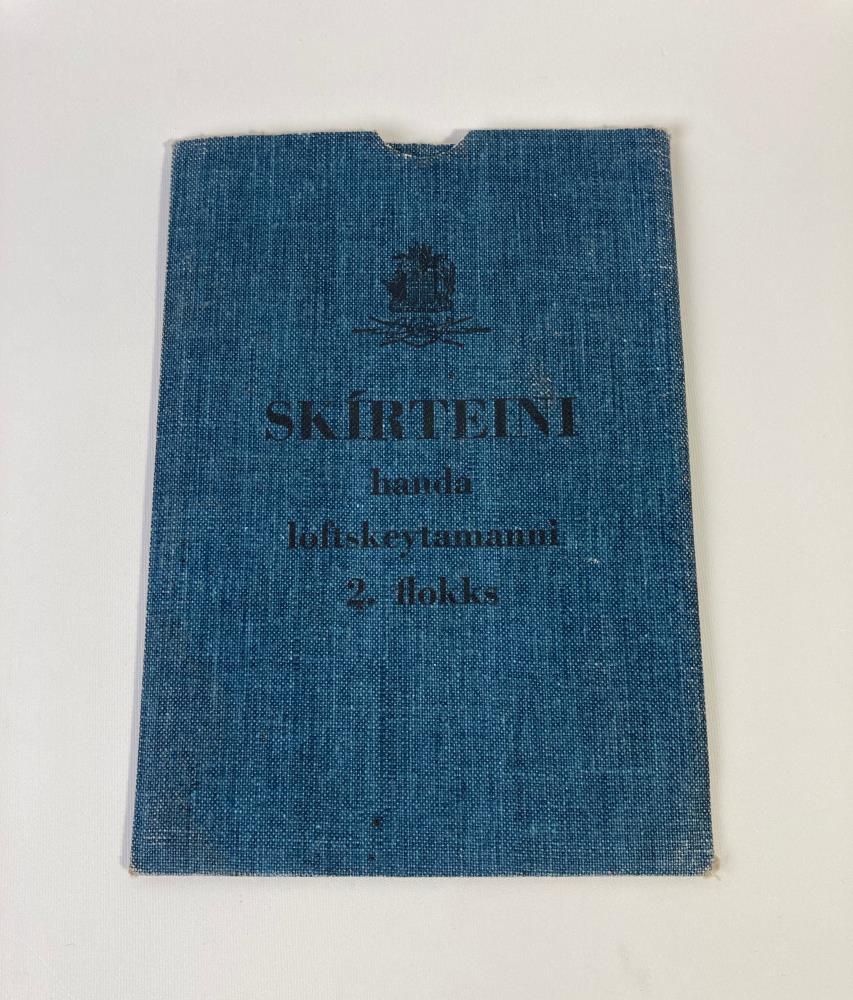 SKÍRTEINI
handa
loftskeytamanni
2. flokks